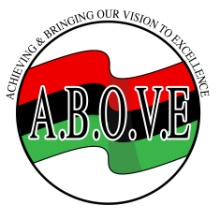 ACHIEVING & BRINGING OUR VISION TO EXCELLENCE
A.B.O.V.E